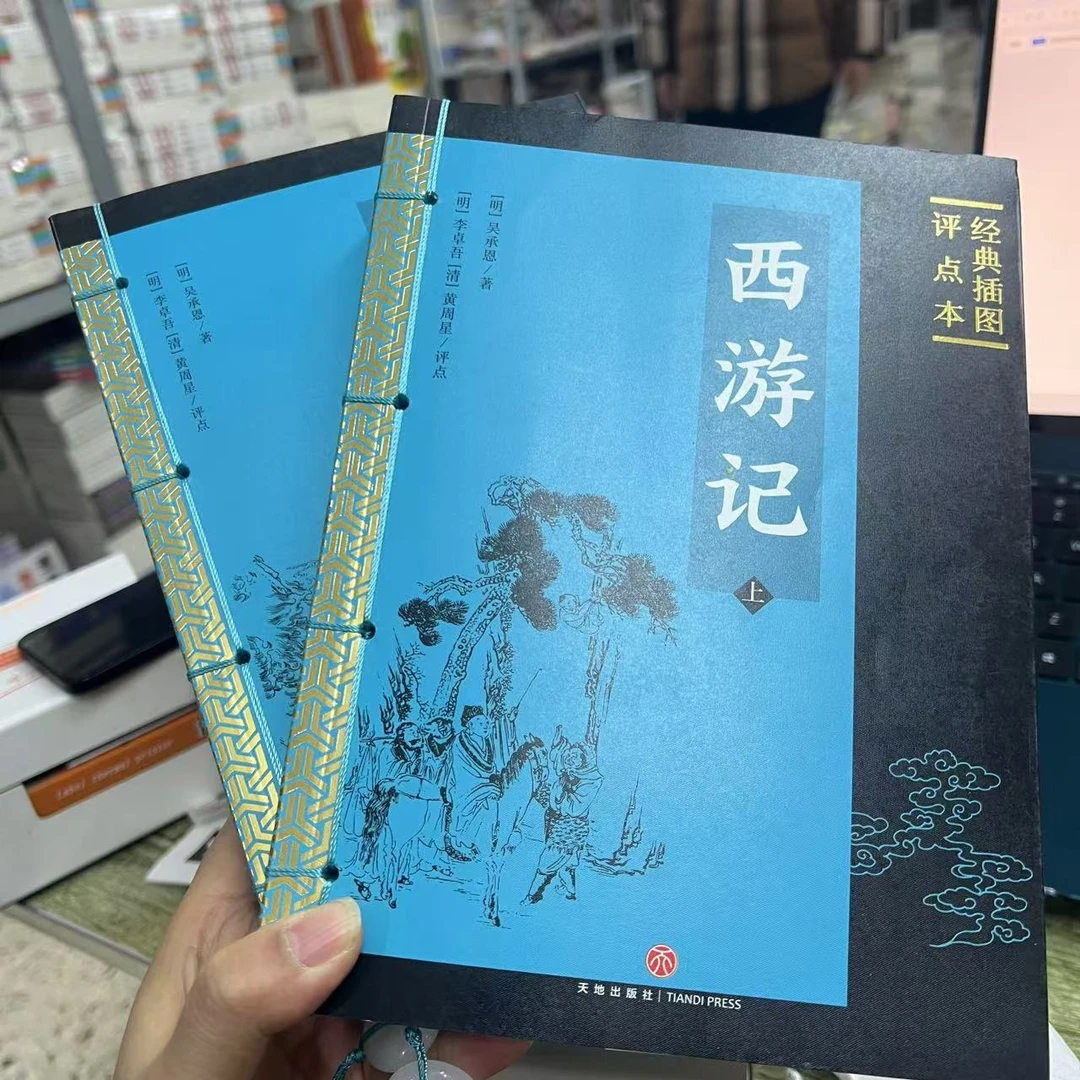 经典插图
评点本
西游记
上
[明] 吴承恩 / 著
[明] 李卓吾 [清] 黄周星 / 评点
天地出版社 | TIANDI PRESS
[明] 吴承恩 / 著
[明] 李卓吾 [清] 黄周星 / 评点